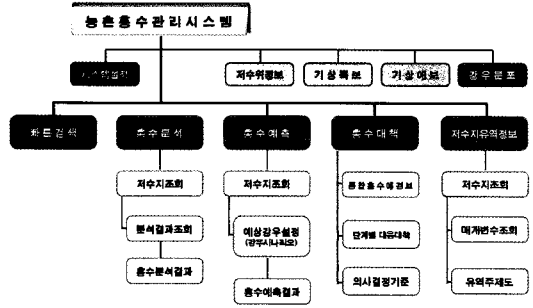 농촌홍수관리시스템
시스템설정
저수위정보
기상특보
기상예보
강우분포
빠른검색
홍수분석
홍수예측
홍수대책
저수지유역정보
저수지조회
저수지조회
통합홍수예경보
저수지조회
분석결과조회
예상강우설정
(강우시나리오)
단계별 대응대책
매개변수조회
홍수분석결과
홍수예측결과
의사결정기준
유역주제도